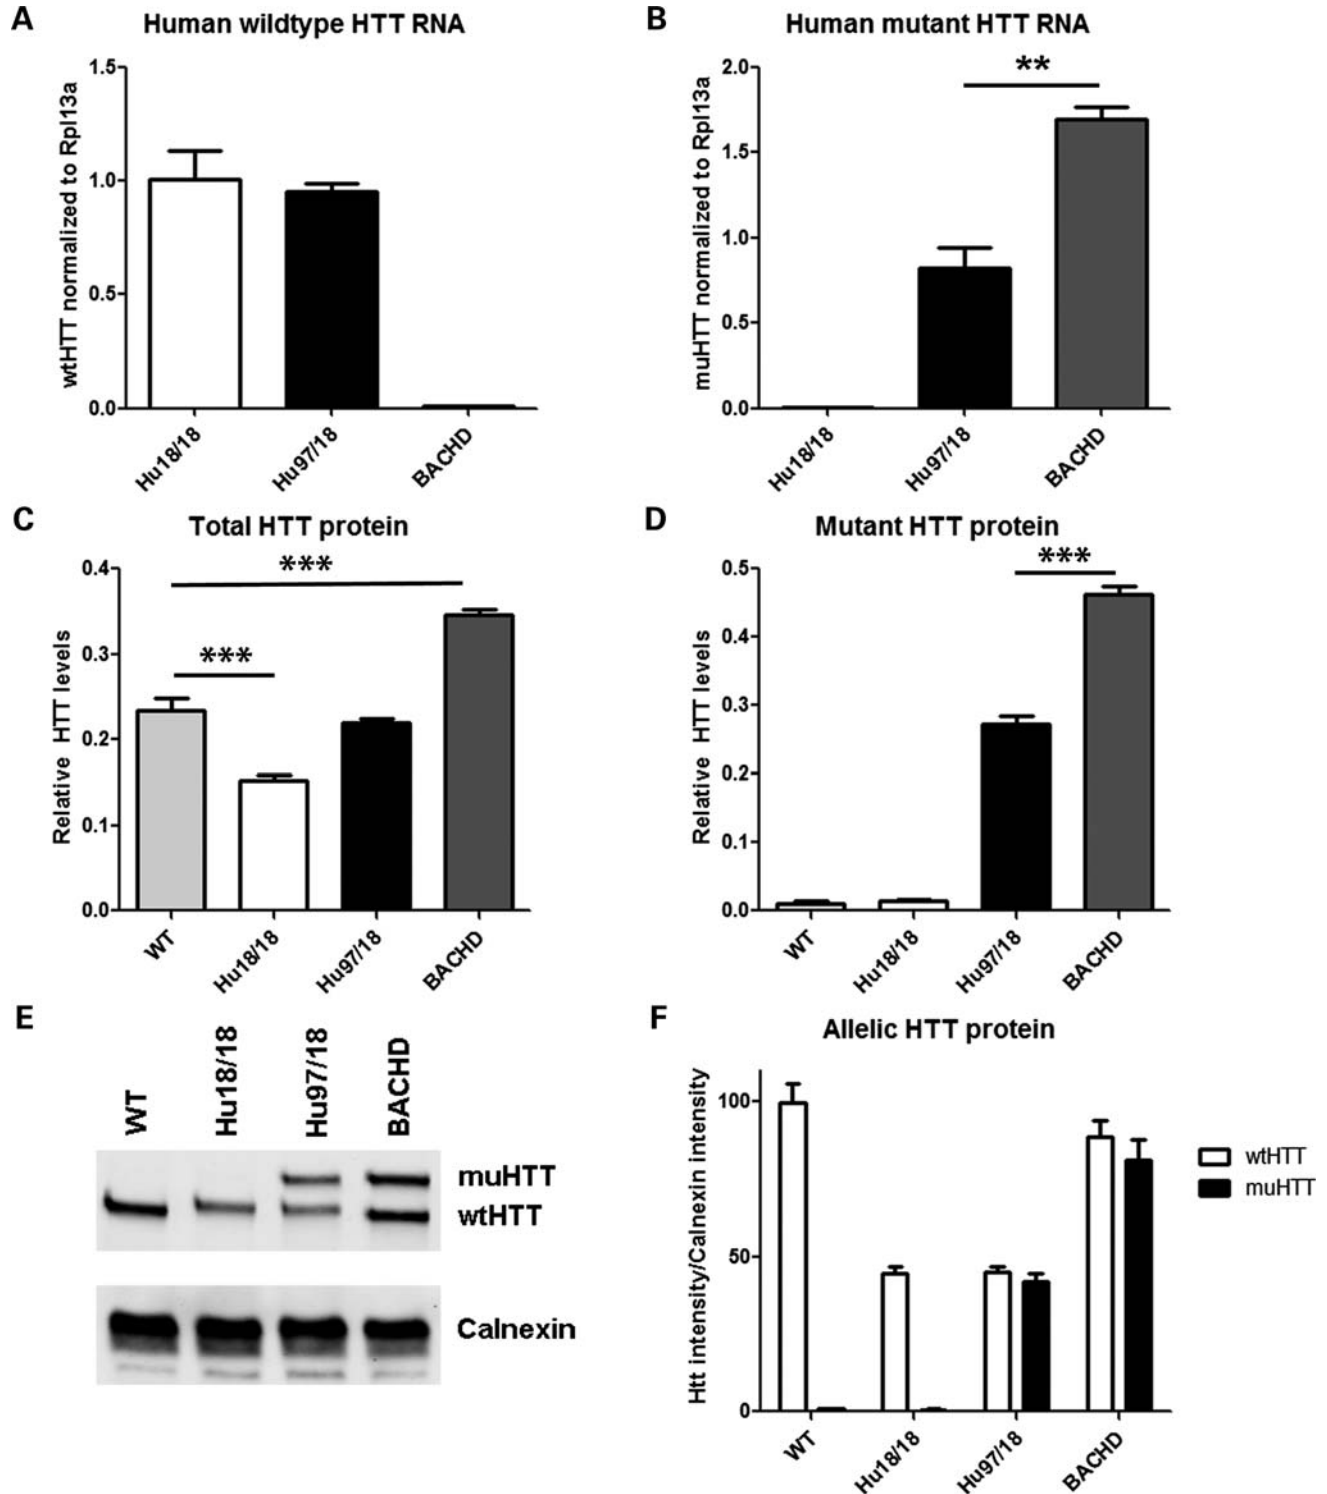 A
Human wildtype HTT RNA
wtHTT normalized to Rpl13a
1.5
1.0
0.5
0.0
Hu18/18
Hu97/18
BACHD
B
Human mutant HTT RNA
muHTT normalized to Rpl13a
2.0
1.5
1.0
0.5
0.0
**
Hu18/18
Hu97/18
BACHD
C
Total HTT protein
Relative HTT levels
0.4
0.3
0.2
0.1
0.0
***
***
WT
Hu18/18
Hu97/18
BACHD
D
Mutant HTT protein
Relative HTT levels
0.5
0.4
0.3
0.2
0.1
0.0
***
WT
Hu18/18
Hu97/18
BACHD
E
WT
Hu18/18
Hu97/18
BACHD
muHTT
wtHTT
Calnexin
F
Allelic HTT protein
Htt intensity/Calnexin intensity
100
50
0
WT
Hu18/18
Hu97/18
BACHD
wtHTT
muHTT